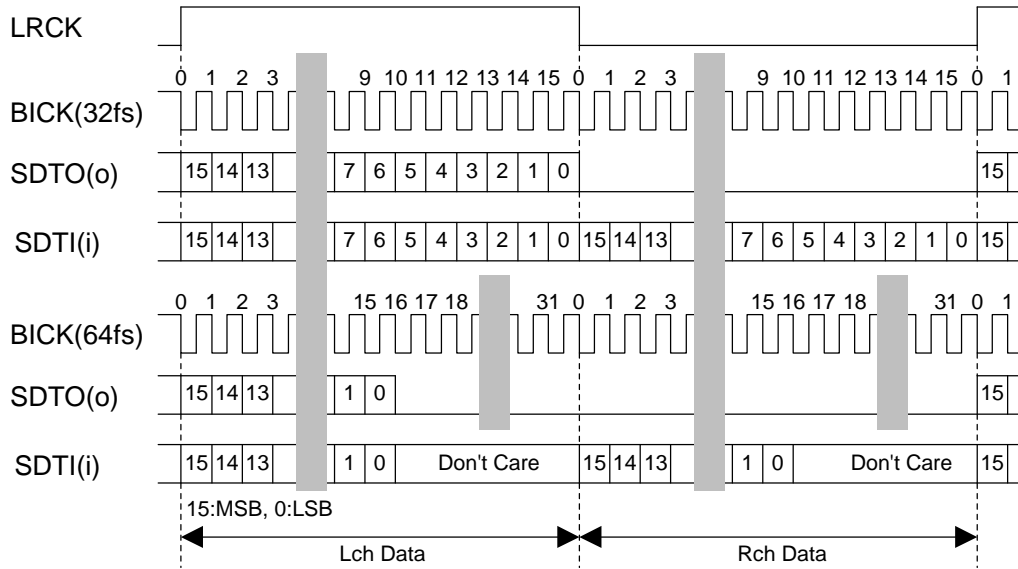 LRCK
0 1 2 3 9 10 11 12 13 14 15 0 1 2 3 9 10 11 12 13 14 15 0 1
BICK(32fs)
SDTO(o) 15 14 13 7 6 5 4 3 2 1 0 15
SDTI(i) 15 14 13 7 6 5 4 3 2 1 0 15 14 13 7 6 5 4 3 2 1 0 15
0 1 2 3 15 16 17 18 31 0 1 2 3 15 16 17 18 31 0 1
BICK(64fs)
SDTO(o) 15 14 13 1 0 15
SDTI(i) 15 14 13 1 0 Don't Care 15 14 13 1 0 Don't Care 15
15:MSB, 0:LSB
Lch Data Rch Data